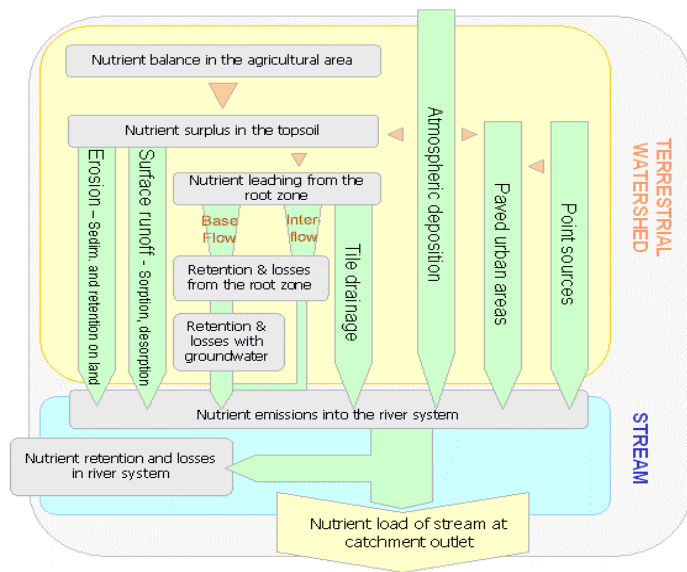 Nutrient balance in the agricultural area
Nutrient surplus in the topsoil
Nutrient leaching from the
root zone
Base
Flow
Inter-
flow
Retention & losses
from the root zone
Retention &
losses with
groundwater
Erosion – Sedim. and retention on land
Surface runoff - Sorption, desorption
Tile drainage
Atmospheric deposition
Paved urban areas
Point sources
TERRESTRIAL
WATERSHED
Nutrient emissions into the river system
Nutrient retention and losses
in river system
STREAM
Nutrient load of stream at
catchment outlet